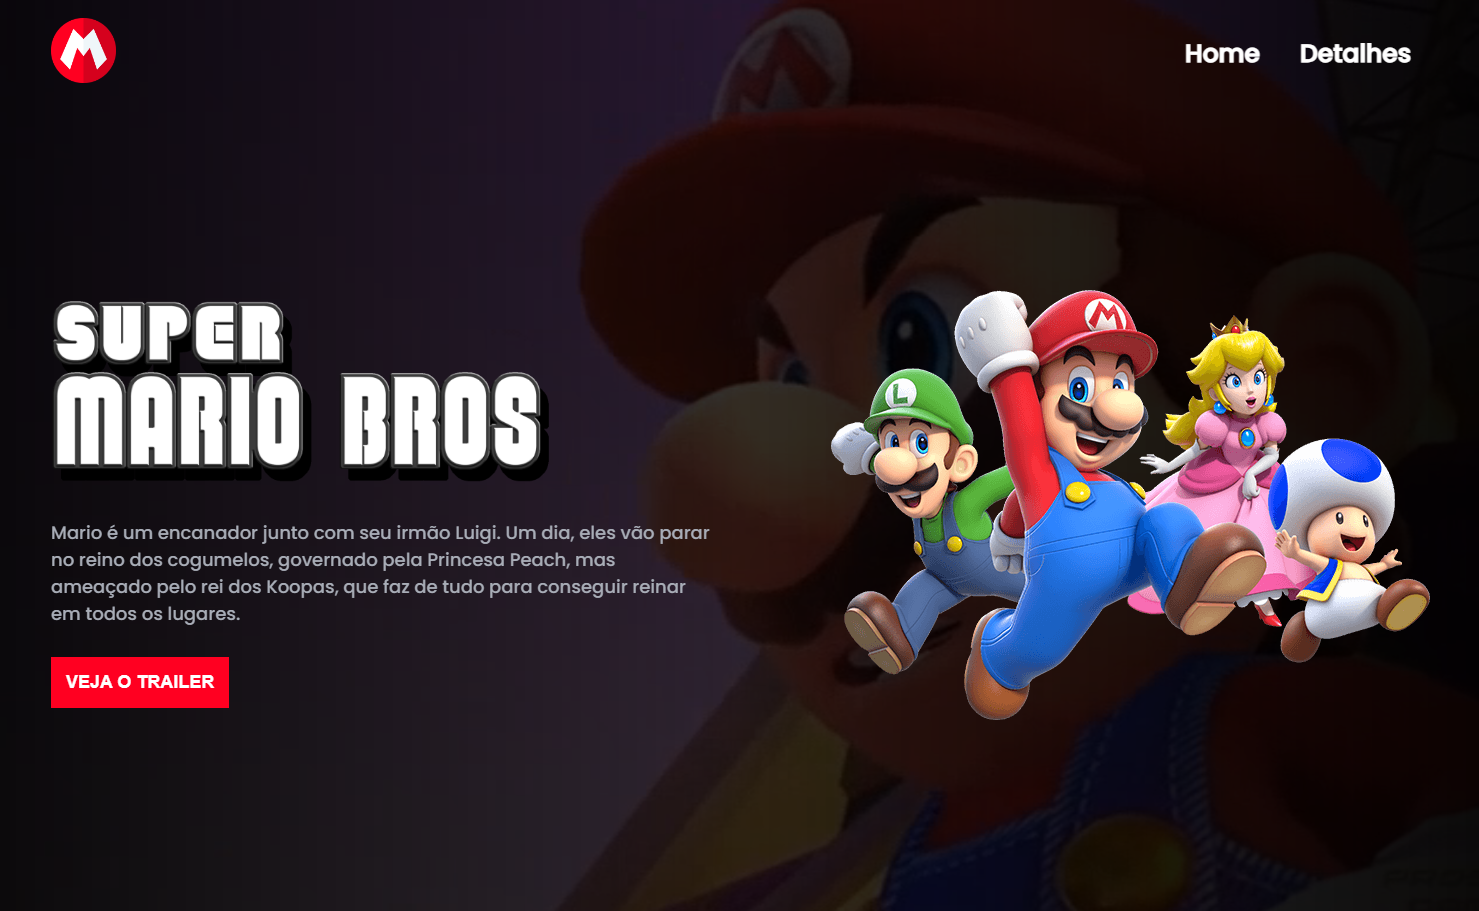 M
Home Detalhes
M
SUPER
MARIO BROS
M
L
Mario é um encanador junto com seu irmão Luigi. Um dia, eles vão parar
no reino dos cogumelos, governado pela Princesa Peach, mas
ameaçado pelo rei dos Koopas, que faz de tudo para conseguir reinar
em todos os lugares.
VEJA O TRAILER